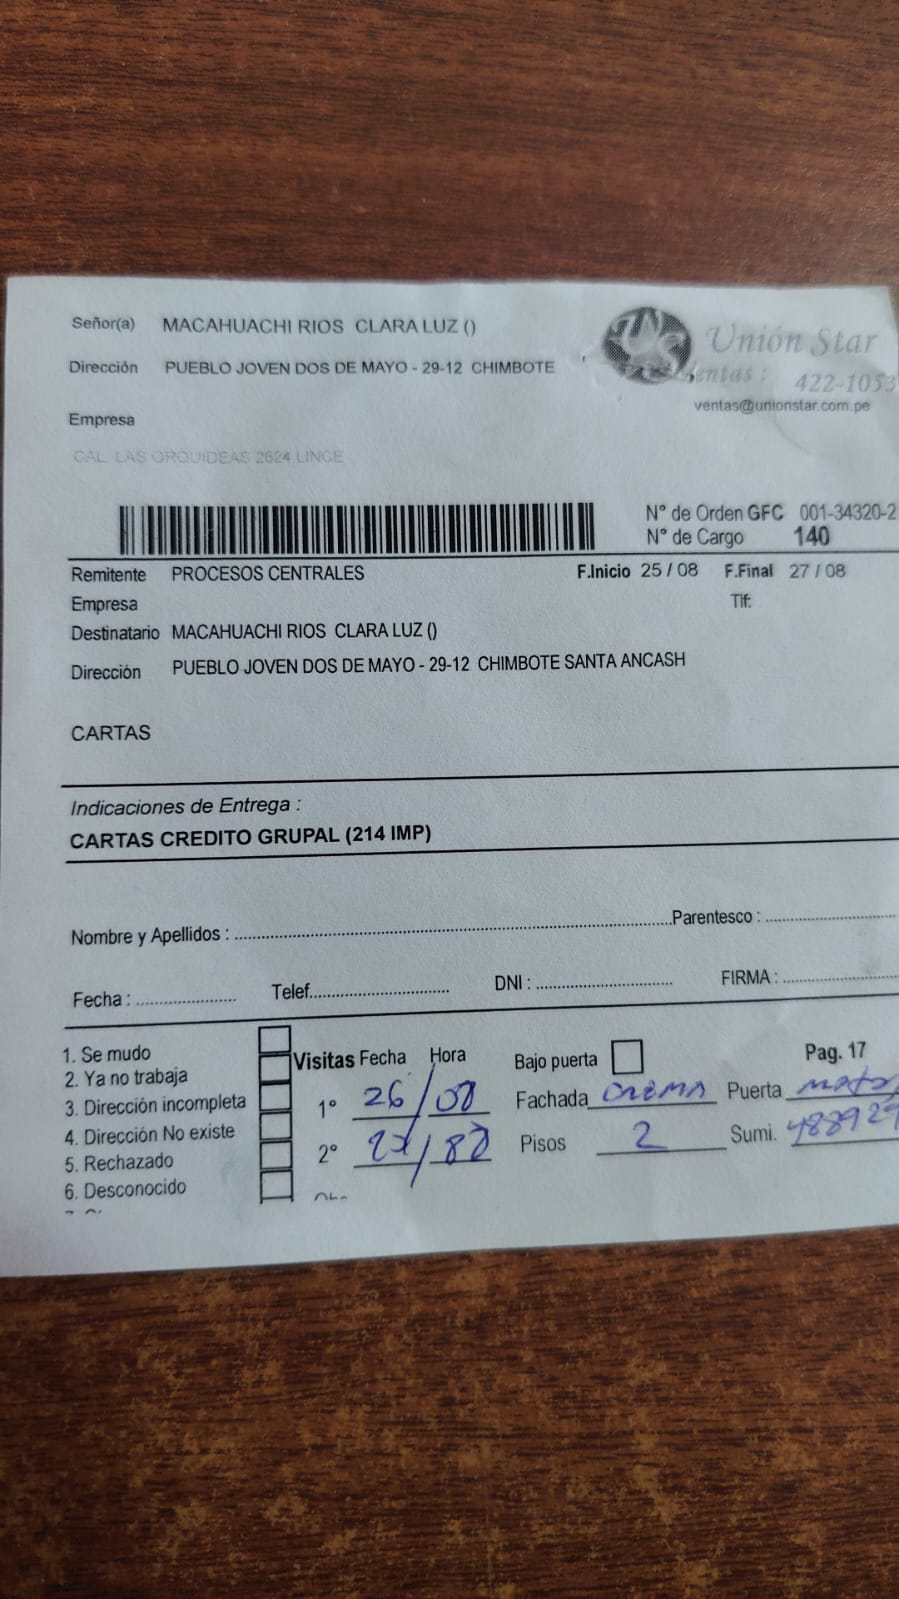 Señor(a) MACAHUACHI RIOS CLARA LUZ ()
Unión Star
Dirección PUEBLO JOVEN DOS DE MAYO - 29-12 CHIMBOTE
entas : 422-1053
ventas@unionstar.com.pe
Empresa
CAL. LAS ORQUIDEAS 2624 LINCE
N° de Orden GFC 001-34320-2
N° de Cargo 140
Remitente PROCESOS CENTRALES F.Inicio 25 / 08 F.Final 27 / 08
Empresa Tlf:
Destinatario MACAHUACHI RIOS CLARA LUZ ()
Dirección PUEBLO JOVEN DOS DE MAYO - 29-12 CHIMBOTE SANTA ANCASH
CARTAS
Indicaciones de Entrega :
CARTAS CREDITO GRUPAL (214 IMP)
Nombre y Apellidos : Parentesco :
Fecha : Telef. DNI : FIRMA :
1. Se mudo
2. Ya no trabaja
3. Dirección incompleta
4. Dirección No existe
5. Rechazado
6. Desconocido
Visitas Fecha Hora
1° 26/08
2°
Bajo puerta Pag. 17
Fachada CREMA Puerta
Pisos 2 Sumi. 488929